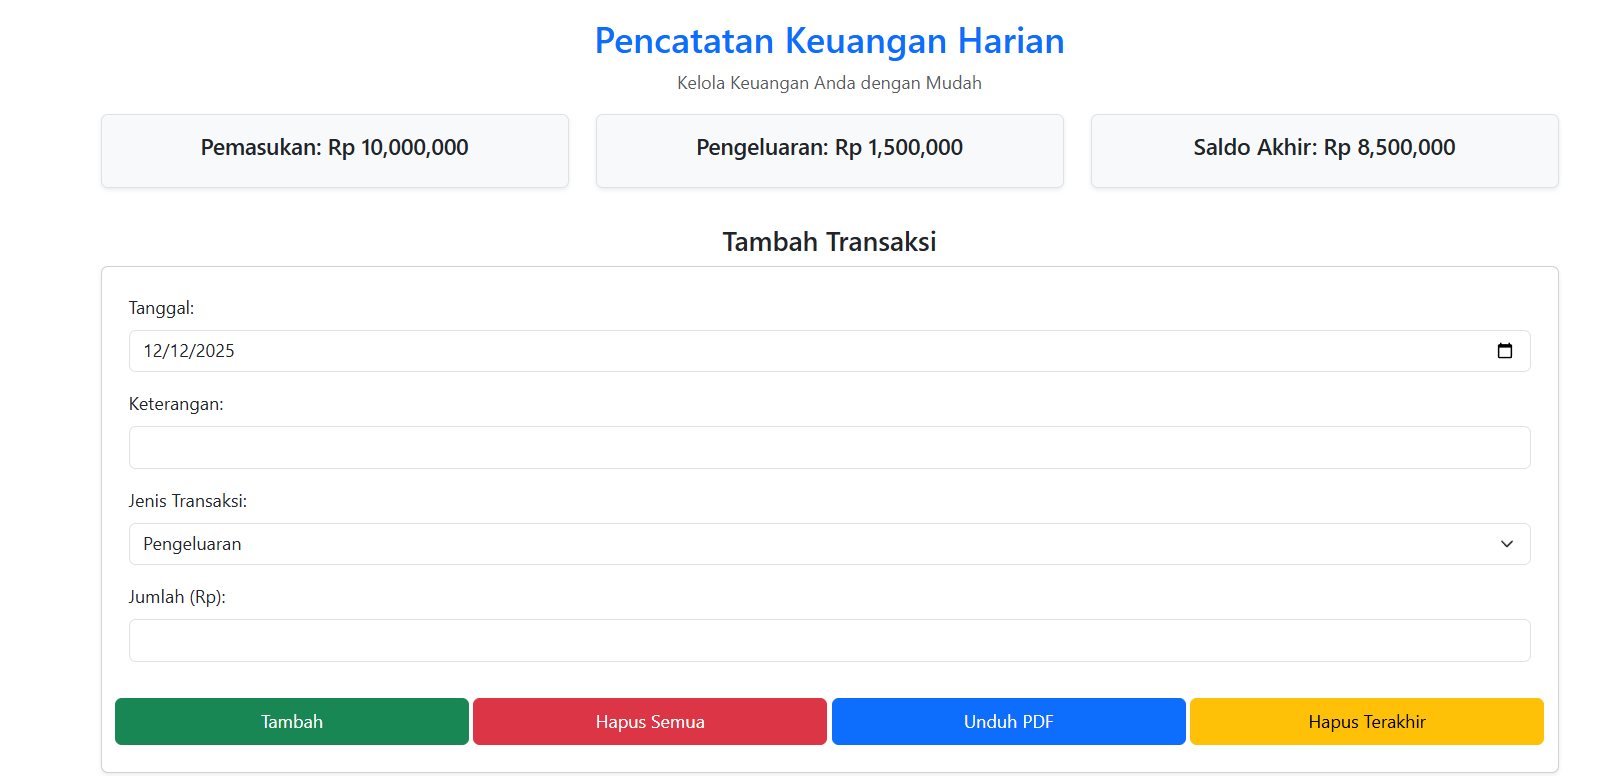 Pencatatan Keuangan Harian
Kelola Keuangan Anda dengan Mudah
Pemasukan: Rp 10,000,000
Pengeluaran: Rp 1,500,000
Saldo Akhir: Rp 8,500,000
Tambah Transaksi
Tanggal:
12/12/2025
Keterangan:
Jenis Transaksi:
Pengeluaran
Jumlah (Rp):
Tambah
Hapus Semua
Unduh PDF
Hapus Terakhir